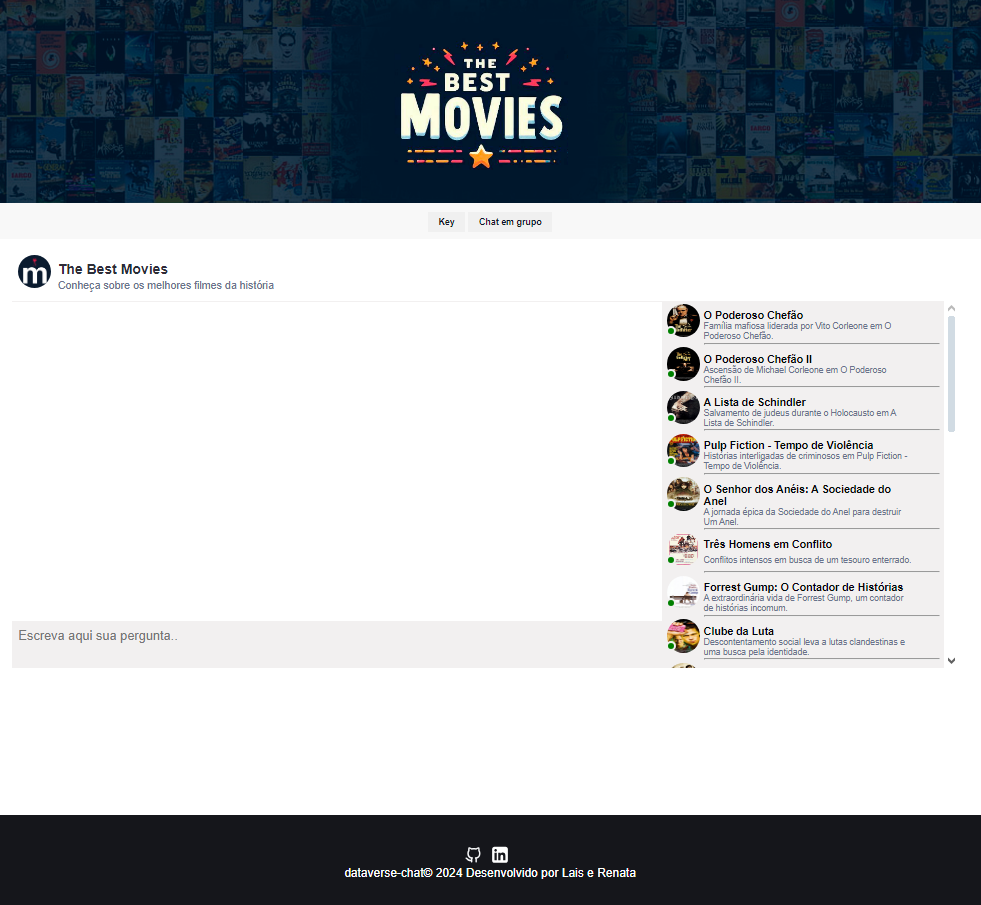 THE
BEST
MOVIES
Key
Chat em grupo
m
The Best Movies
Conheça sobre os melhores filmes da história
O Poderoso Chefão
Família mafiosa liderada por Vito Corleone em O
Poderoso Chefão.
O Poderoso Chefão II
Ascensão de Michael Corleone em O Poderoso
Chefão II.
A Lista de Schindler
Salvamento de judeus durante o Holocausto em A
Lista de Schindler.
Pulp Fiction - Tempo de Violência
Histórias interligadas de criminosos em Pulp Fiction -
Tempo de Violência.
O Senhor dos Anéis: A Sociedade do
Anel
A jornada épica da Sociedade do Anel para destruir
Um Anel.
Três Homens em Conflito
Conflitos intensos em busca de um tesouro enterrado.
Forrest Gump: O Contador de Histórias
A extraordinária vida de Forrest Gump, um contador
de histórias incomum.
Clube da Luta
Descontentamento social leva a lutas clandestinas e
uma busca pela identidade.
Escreva aqui sua pergunta..
in
dataverse-chat© 2024 Desenvolvido por Lais e Renata